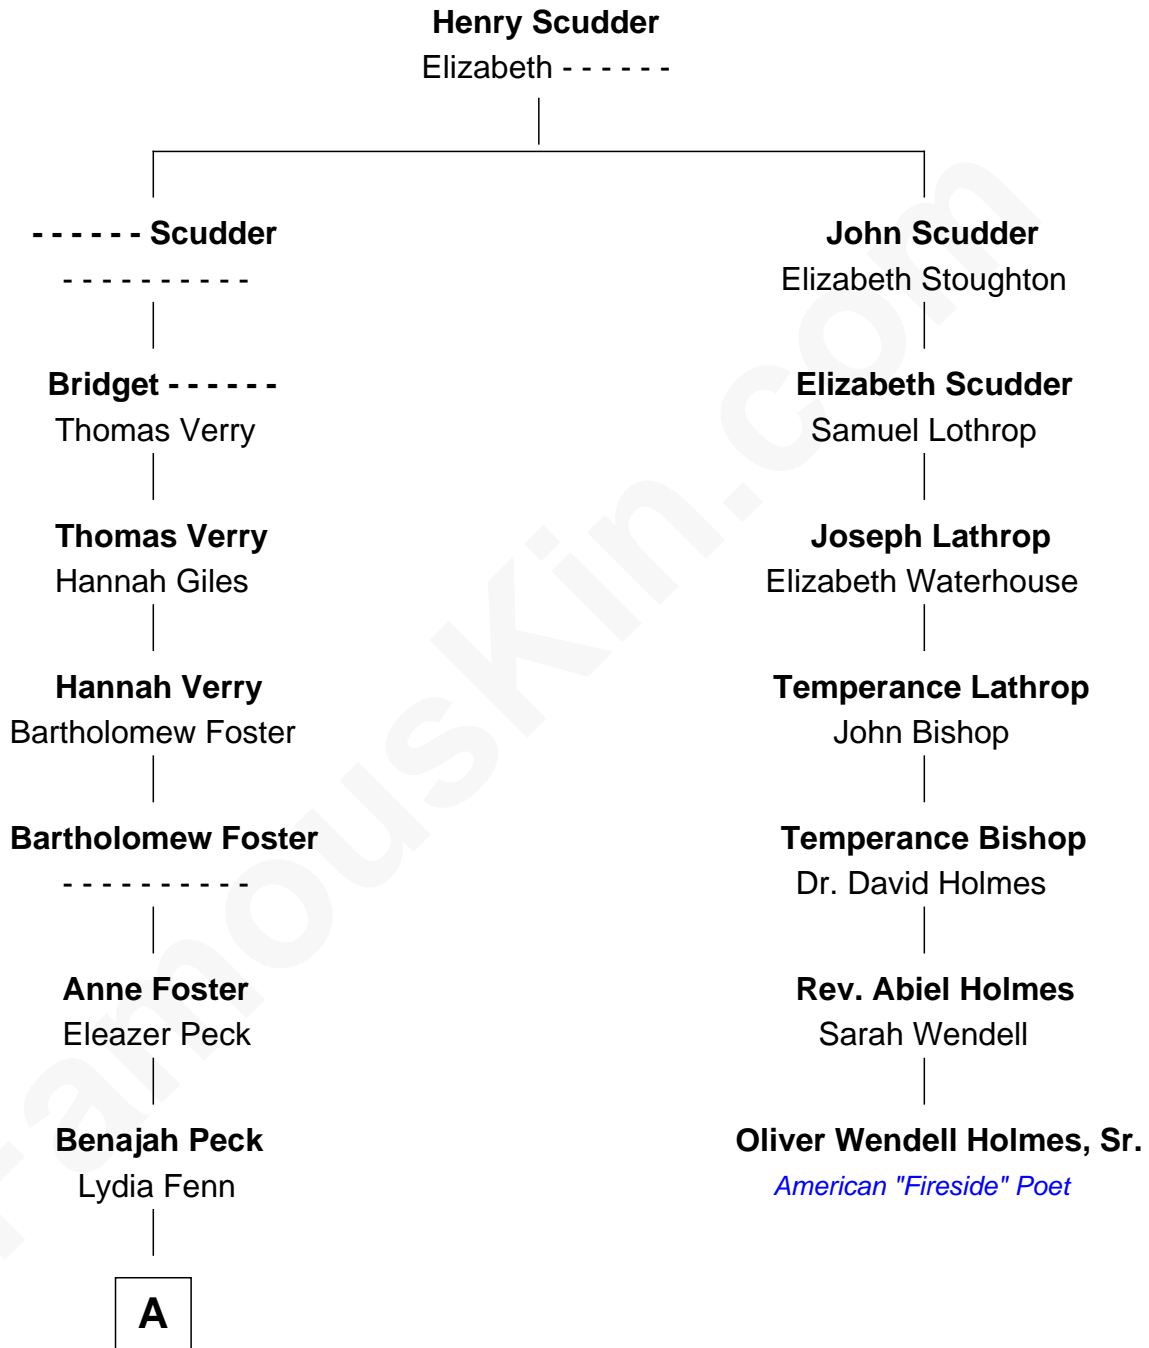 Henry Scudder
Elizabeth - - - - - -
- - - - - - Scudder
- - - - - - - - - -
Bridget - - - - - -
Thomas Verry
Thomas Verry
Hannah Giles
Hannah Verry
Bartholomew Foster
Bartholomew Foster
- - - - - - - - - -
Anne Foster
Eleazer Peck
Benajah Peck
Lydia Fenn
A
John Scudder
Elizabeth Stoughton
Elizabeth Scudder
Samuel Lothrop
Joseph Lathrop
Elizabeth Waterhouse
Temperance Lathrop
John Bishop
Temperance Bishop
Dr. David Holmes
Rev. Abiel Holmes
Sarah Wendell
Oliver Wendell Holmes, Sr.
American "Fireside" Poet
FamousKin.com